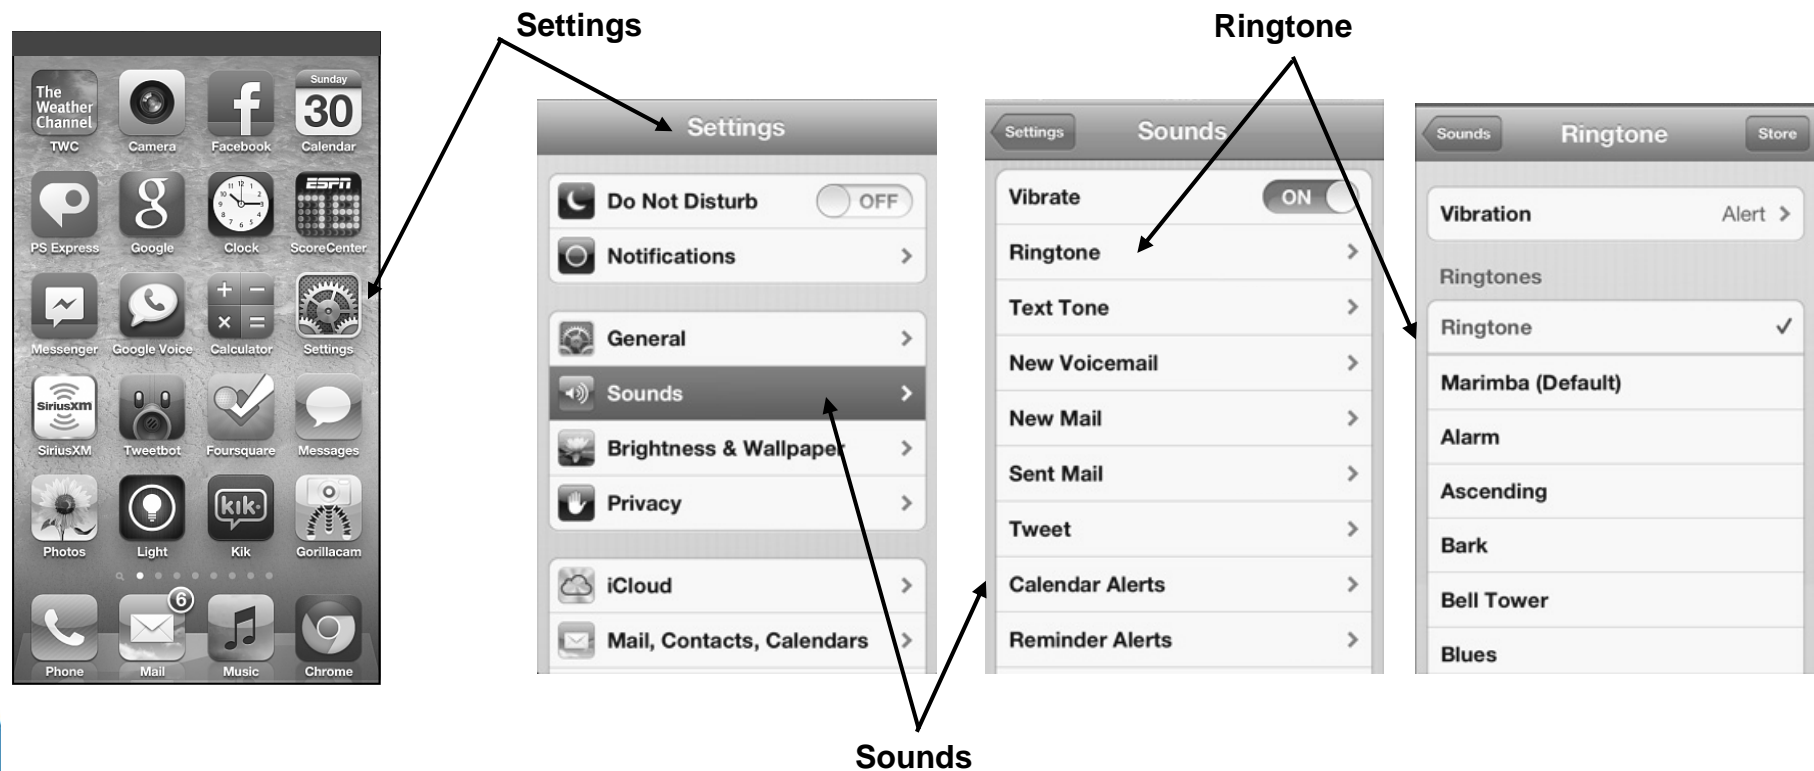 Settings
Ringtone
Sounds
The
Weather
Channel
TWC
Camera
f
Facebook
Sunday
30
Calendar
PS Express
g
Google
Clock
ESPN
ScoreCenter
Messenger
Google Voice
+ −
× =
Calculator
Settings
SiriusXM
SiriusXM
Tweetbot
Foursquare
Messages
Photos
Light
kik·
Kik
Gorillacam
Phone
6
Mail
Music
Chrome
Settings
Do Not Disturb OFF
Notifications
General
Sounds
Brightness & Wallpaper
Privacy
iCloud
Mail, Contacts, Calendars
Settings Sounds
Vibrate ON
Ringtone
Text Tone
New Voicemail
New Mail
Sent Mail
Tweet
Calendar Alerts
Reminder Alerts
Sounds Ringtone Store
Vibration Alert
Ringtones
Ringtone
Marimba (Default)
Alarm
Ascending
Bark
Bell Tower
Blues